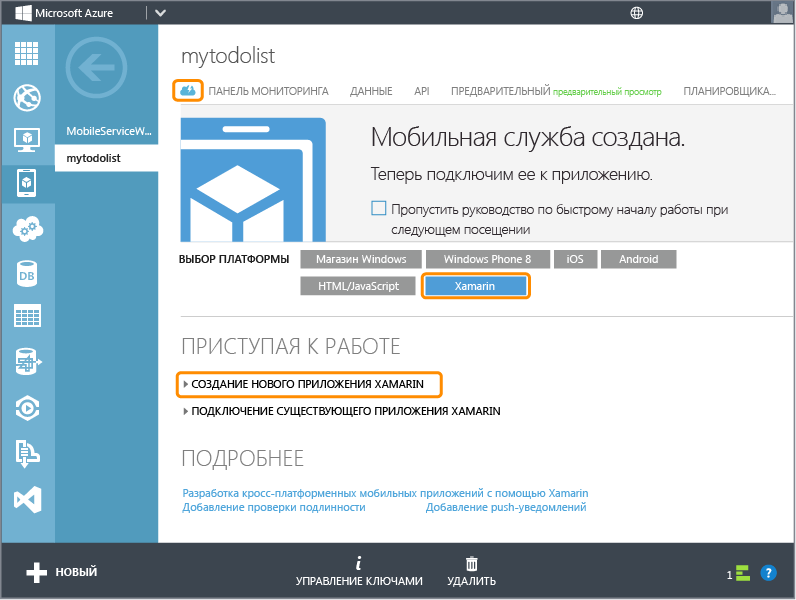 Microsoft Azure
MobileServiceW...
mytodolist
DB
mytodolist
ПАНЕЛЬ МОНИТОРИНГА ДАННЫЕ API ПРЕДВАРИТЕЛЬНЫЙ предварительный просмотр ПЛАНИРОВЩИКА...
Мобильная служба создана.
Теперь подключим ее к приложению.
Пропустить руководство по быстрому началу работы при
следующем посещении
ВЫБОР ПЛАТФОРМЫ Магазин Windows Windows Phone 8 iOS Android
HTML/JavaScript Xamarin
ПРИСТУПАЯ К РАБОТЕ
СОЗДАНИЕ НОВОГО ПРИЛОЖЕНИЯ XAMARIN
ПОДКЛЮЧЕНИЕ СУЩЕСТВУЮЩЕГО ПРИЛОЖЕНИЯ XAMARIN
ПОДРОБНЕЕ
Разработка кросс-платформенных мобильных приложений с помощью Xamarin
Добавление проверки подлинности Добавление push-уведомлений
НОВЫЙ
УПРАВЛЕНИЕ КЛЮЧАМИ УДАЛИТЬ
1 ?